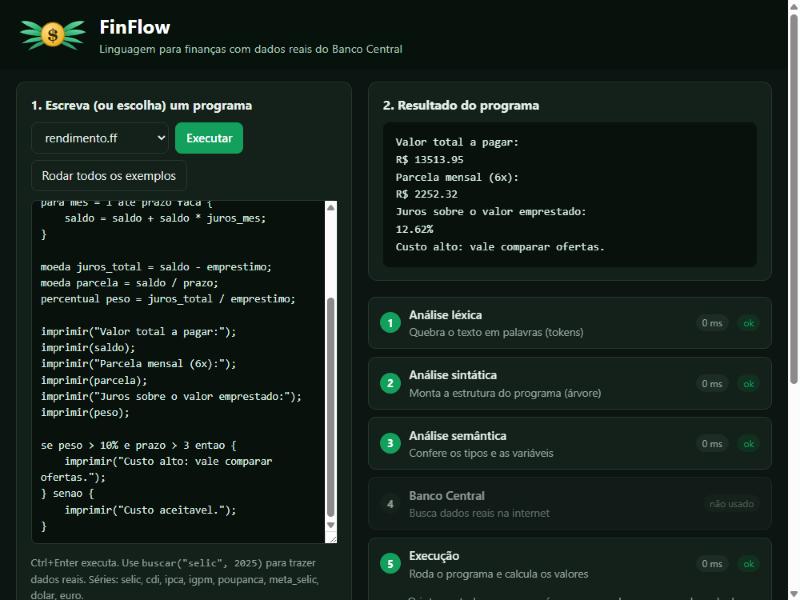 FinFlow
Linguagem para finanças com dados reais do Banco Central
1. Escreva (ou escolha) um programa
rendimento.ff
Executar
Rodar todos os exemplos
para mes = 1 ate prazo faca {
    saldo = saldo + saldo * juros_mes;
}
moeda juros_total = saldo - emprestimo;
moeda parcela = saldo / prazo;
percentual peso = juros_total / emprestimo;
imprimir("Valor total a pagar:");
imprimir(saldo);
imprimir("Parcela mensal (6x):");
imprimir(parcela);
imprimir("Juros sobre o valor emprestado:");
imprimir(peso);
se peso > 10% e prazo > 3 entao {
    imprimir("Custo alto: vale comparar
ofertas.");
} senao {
    imprimir("Custo aceitavel.");
}
Ctrl+Enter executa. Use buscar("selic", 2025) para trazer
dados reais. Séries: selic, cdi, ipca, igpm, poupanca, meta_selic,
dolar, euro.
2. Resultado do programa
Valor total a pagar:
R$ 13513.95
Parcela mensal (6x):
R$ 2252.32
Juros sobre o valor emprestado:
12.62%
Custo alto: vale comparar ofertas.
1
Análise léxica
Quebra o texto em palavras (tokens)
0 ms
ok
2
Análise sintática
Monta a estrutura do programa (árvore)
0 ms
ok
3
Análise semântica
Confere os tipos e as variáveis
0 ms
ok
4
Banco Central
Busca dados reais na internet
não usado
5
Execução
Roda o programa e calcula os valores
0 ms
ok